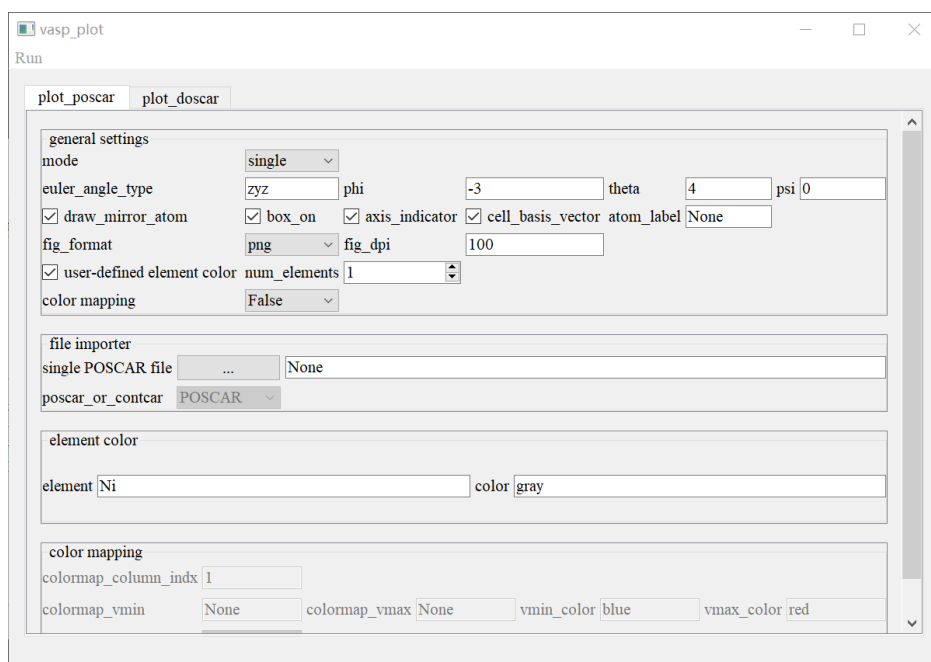 vasp_plot
Run
plot_poscar plot_doscar
general settings
mode single
euler_angle_type zyz phi -3 theta 4 psi 0
draw_mirror_atom box_on axis_indicator cell_basis_vector atom_label None
fig_format png fig_dpi 100
user-defined element color num_elements 1
color mapping False
file importer
single POSCAR file ... None
poscar_or_contcar POSCAR
element color
element Ni color gray
color mapping
colormap_column_indx 1
colormap_vmin None colormap_vmax None vmin_color blue vmax_color red